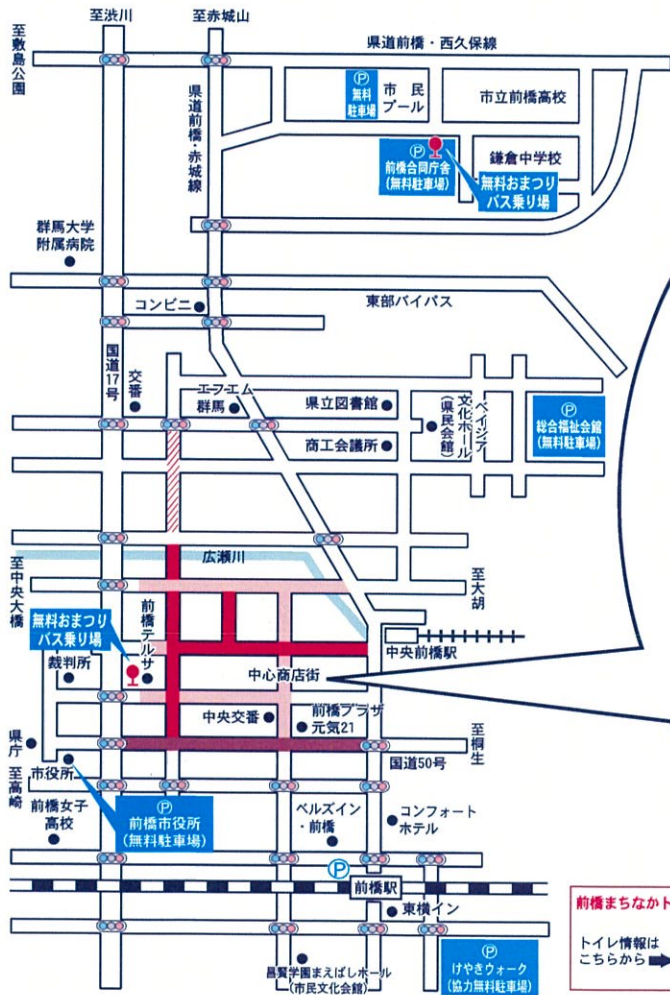 至渋川
至赤城山
至敷島公園
県道前橋・西久保線
県道前橋・赤城線
Ⓟ
無料
駐車場
市民
プール
市立前橋高校
Ⓟ
前橋合同庁舎
(無料駐車場)
鎌倉中学校
無料おまつり
バス乗り場
群馬大学
附属病院
コンビニ
東部バイパス
国道17号
交番
エフエム
群馬
県立図書館
商工会議所
ベイシア
文化ホール
(県民会館)
Ⓟ
総合福祉会館
(無料駐車場)
広瀬川
至中央大橋
至大胡
無料おまつり
バス乗り場
前橋テルサ
裁判所
中央前橋駅
中心商店街
中央交番
前橋プラザ
元気21
県庁
市役所
至桐生
国道50号
至高崎
前橋女子
高校
Ⓟ
前橋市役所
(無料駐車場)
ベルズイン
・前橋
コンフォート
ホテル
Ⓟ
前橋駅
東横イン
前橋まちなかト
トイレ情報は
こちらから
昌賢学園まえばしホール
(市民文化会館)
Ⓟ
けやきウォーク
(協力無料駐車場)